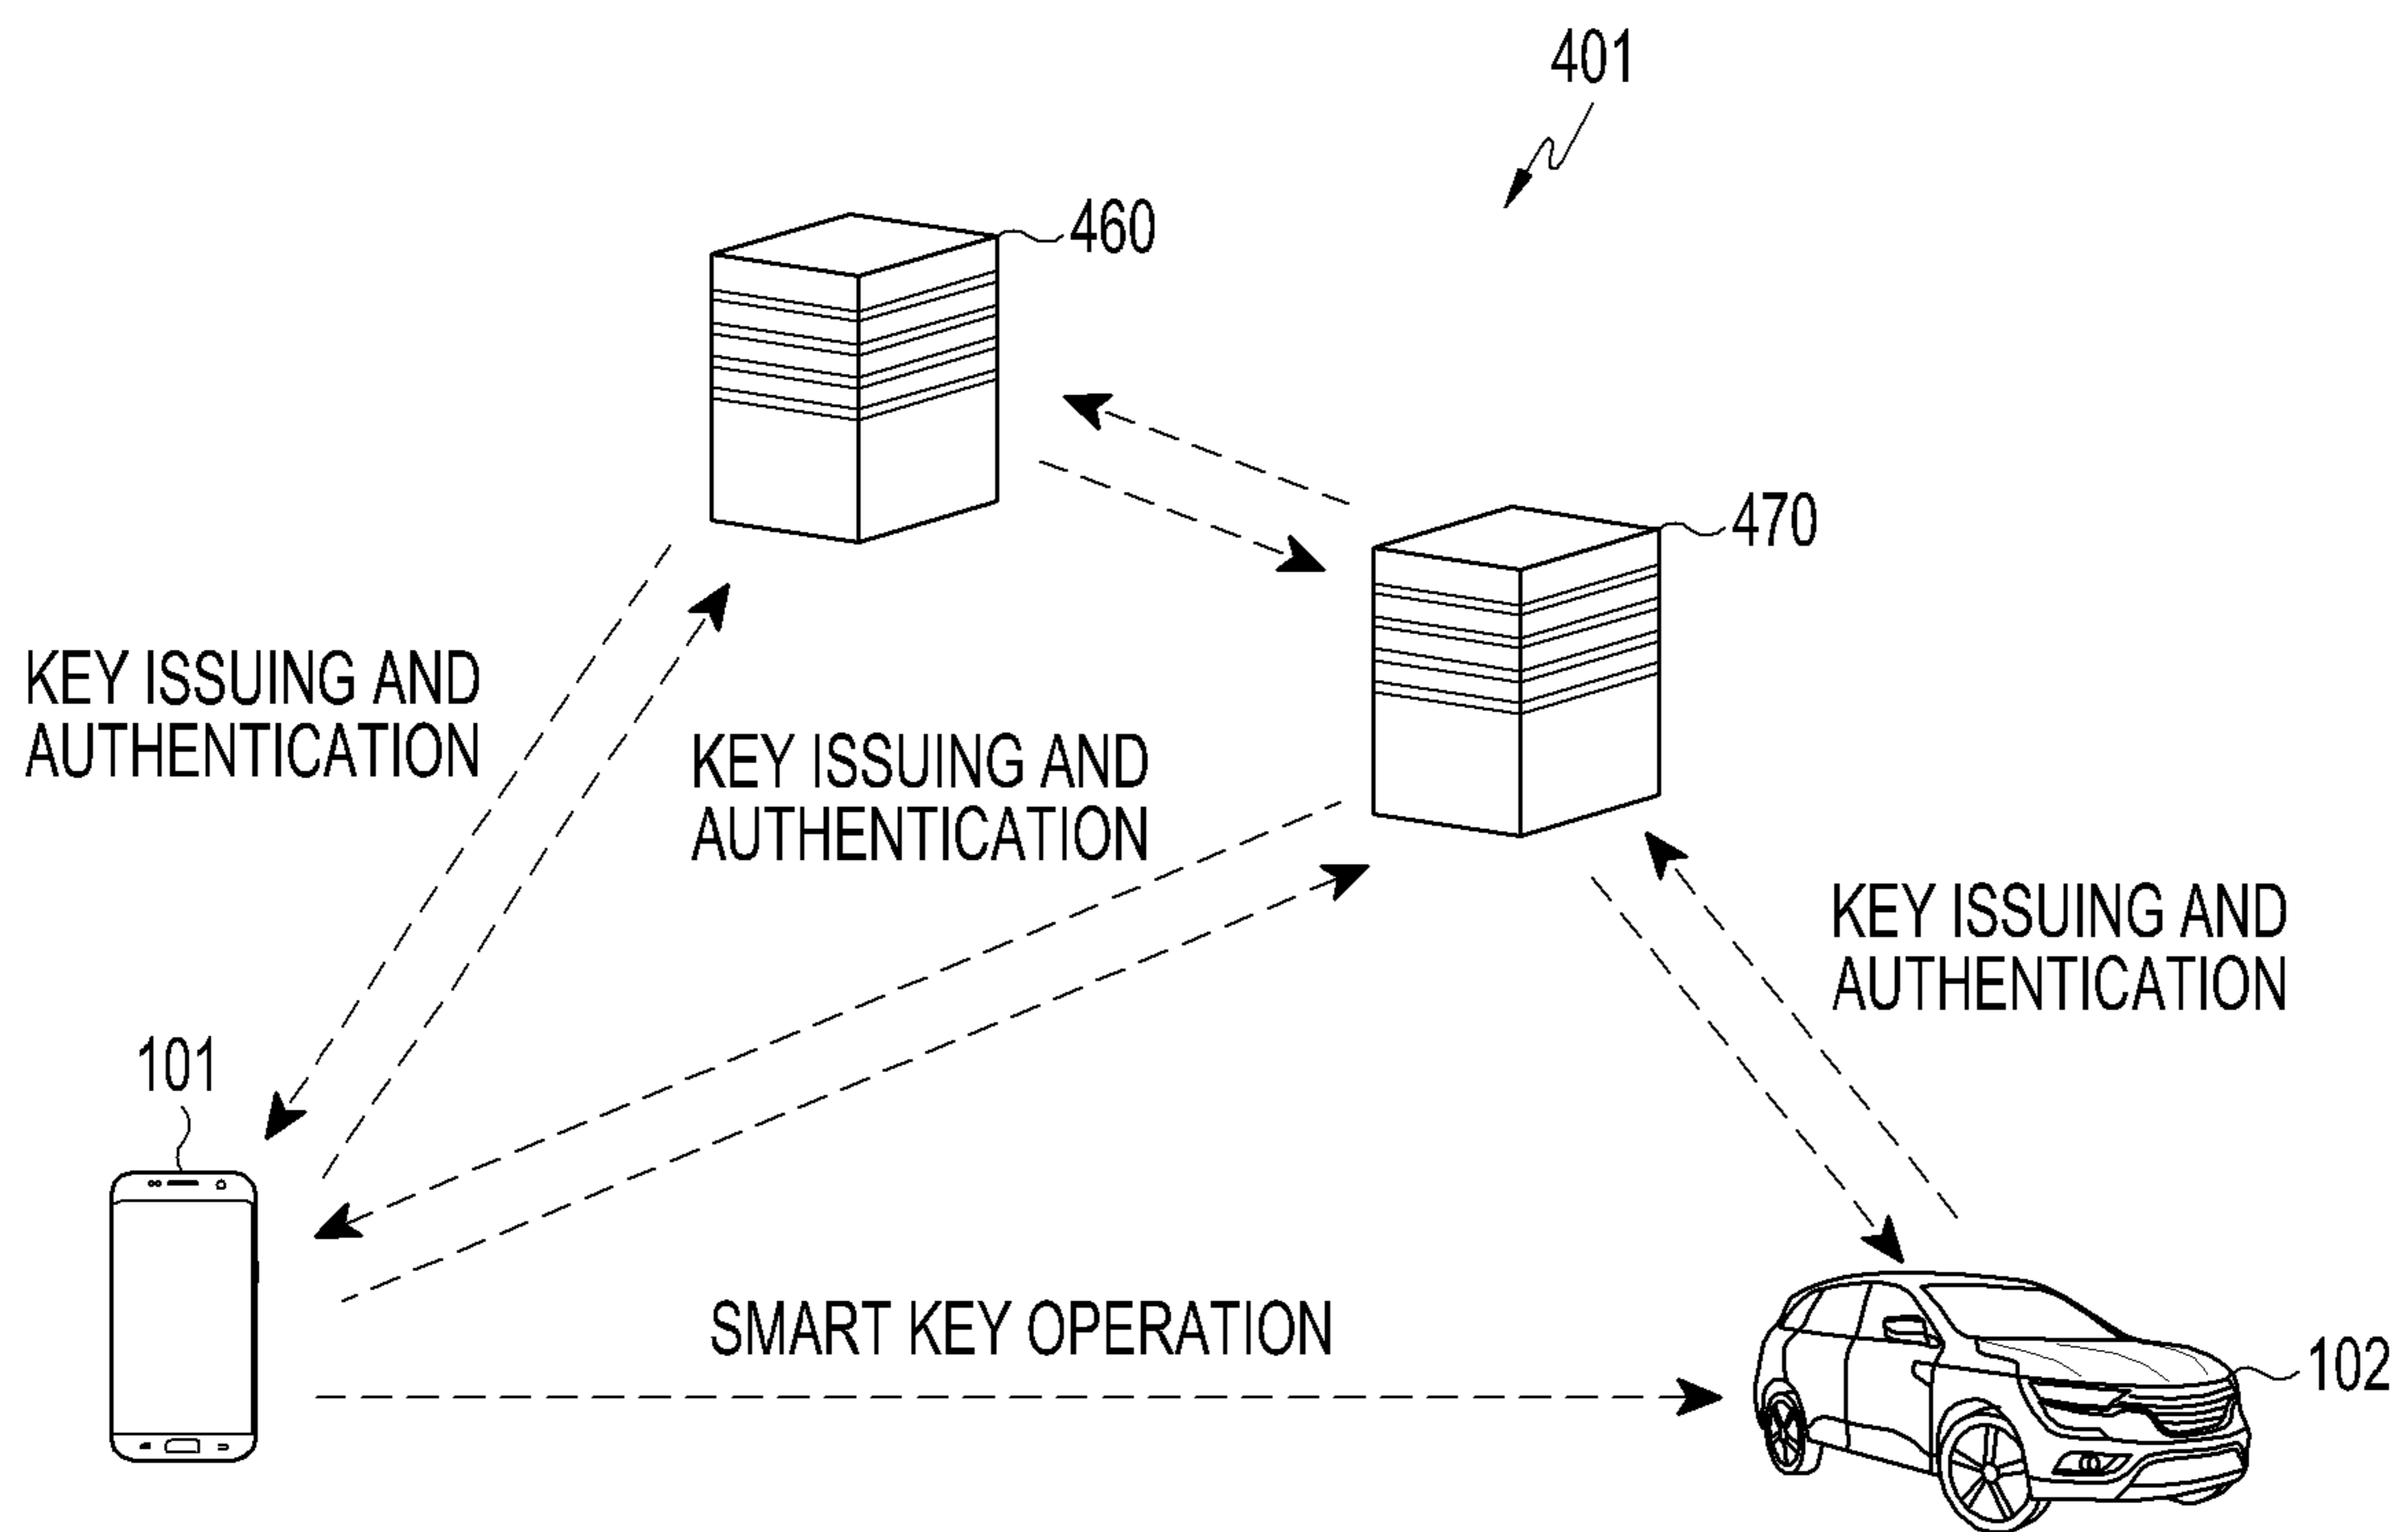 401
460
470
KEY ISSUING AND
AUTHENTICATION
KEY ISSUING AND
AUTHENTICATION
KEY ISSUING AND
AUTHENTICATION
101
SMART KEY OPERATION
102